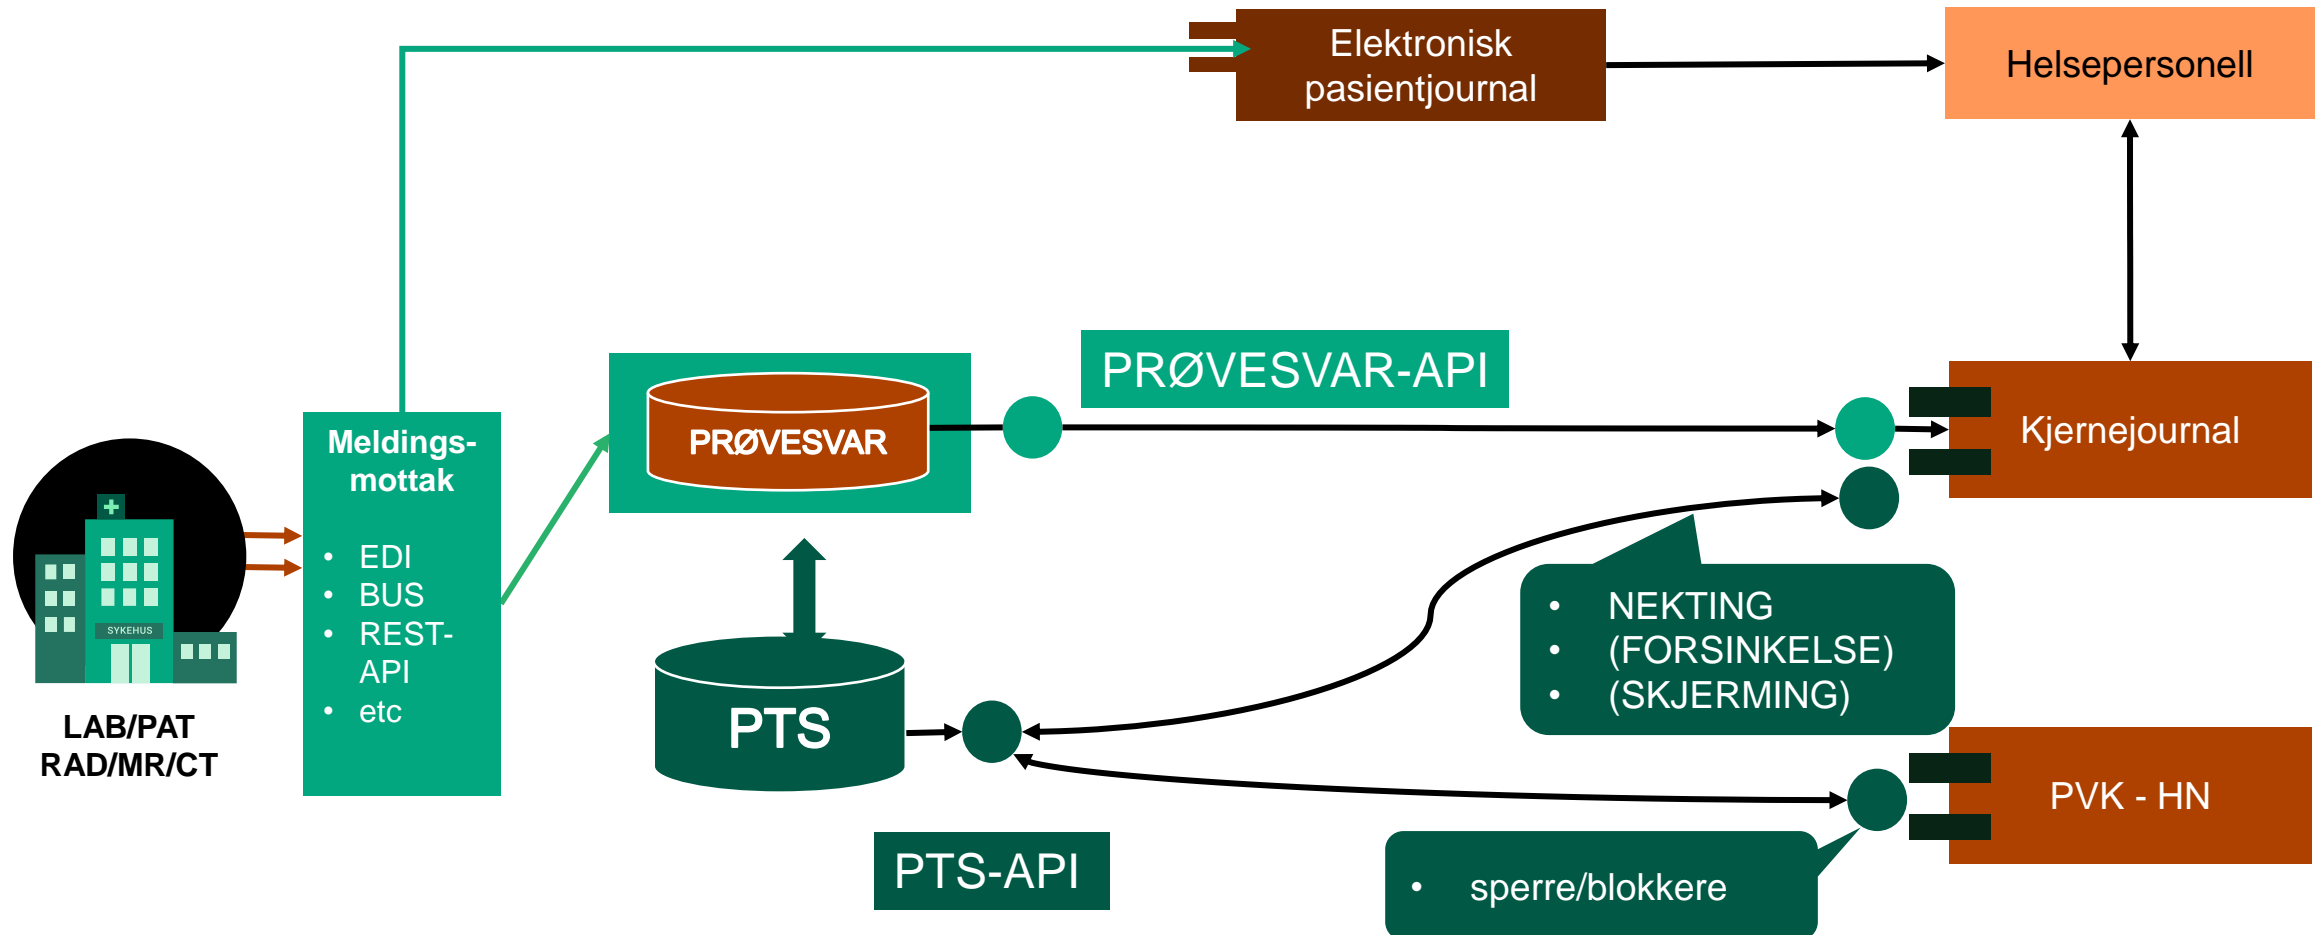 Elektronisk
pasientjournal
Helsepersonell
PRØVESVAR-API
PRØVESVAR
Kjernejournal
Meldings-
mottak
• EDI
• BUS
• REST-
API
• etc
SYKEHUS
LAB/PAT
RAD/MR/CT
• NEKTING
• (FORSINKELSE)
• (SKJERMING)
PTS
PVK - HN
PTS-API
• sperre/blokkere